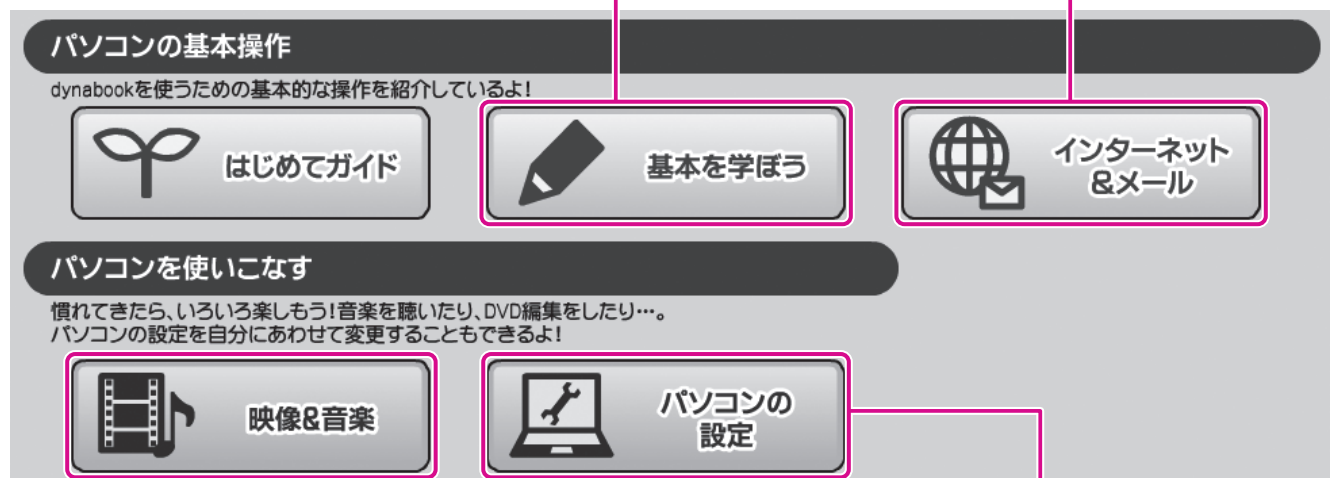 パソコンの基本操作
dynabookを使うための基本的な操作を紹介しているよ!
はじめてガイド
基本を学ぼう
インターネット
&メール
パソコンを使いこなす
慣れてきたら、いろいろ楽しもう!音楽を聴いたり、DVD編集をしたり…。
パソコンの設定を自分にあわせて変更することもできるよ!
映像&音楽
パソコンの
設定